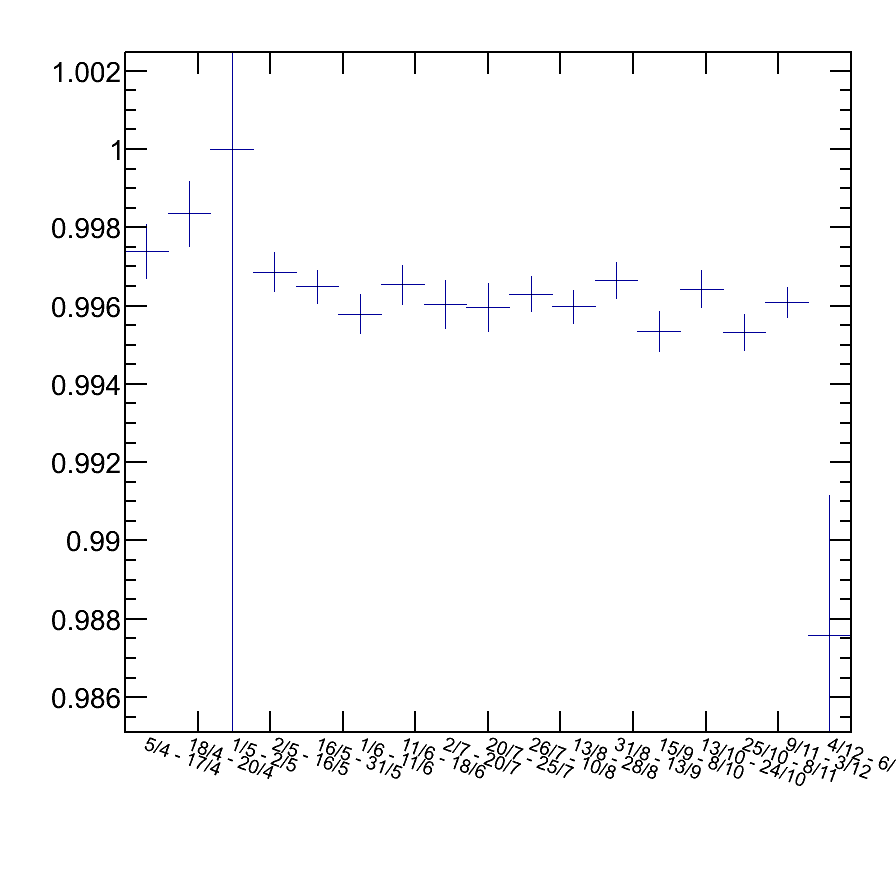 1.002
1
0.998
0.996
0.994
0.992
0.99
0.988
0.986
5/4 - 17/4
18/4 - 20/4
1/5 - 2/5
2/5 - 16/5
16/5 - 31/5
1/6 - 11/6
11/6 - 18/6
2/7 - 20/7
20/7 - 25/7
26/7 - 10/8
13/8 - 28/8
31/8 - 13/9
15/9 - 8/10
13/10 - 24/10
25/10 - 8/11
9/11 - 3/12
4/12 - 6/